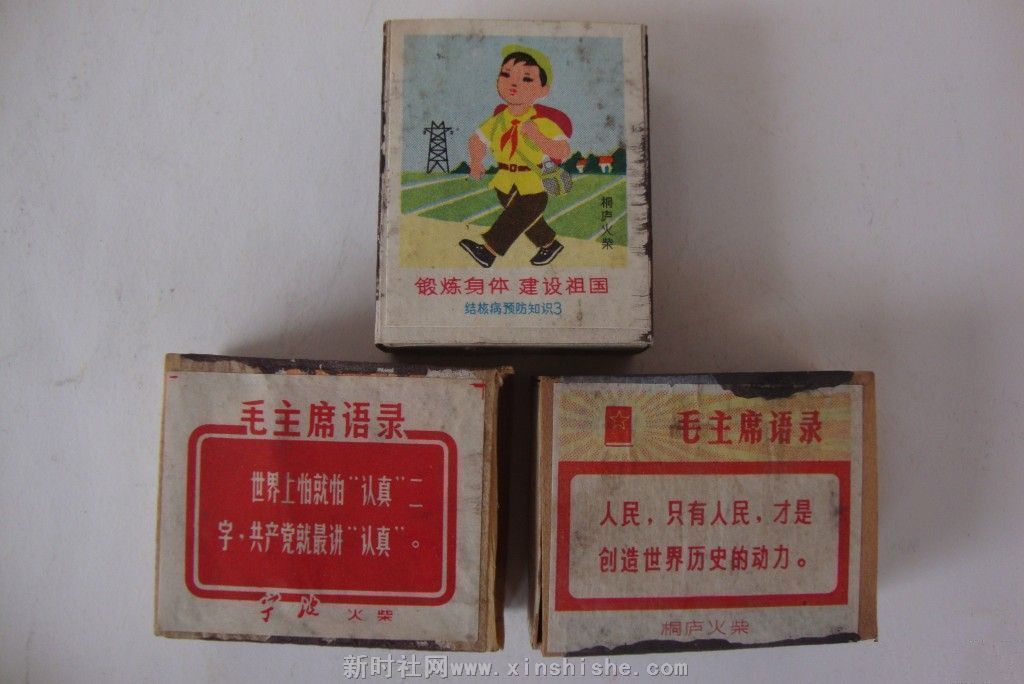 桐庐火柴
锻炼身体 建设祖国
结核病预防知识3
毛主席语录
世界上怕就怕“认真”二
字，共产党就最讲“认真”。
宁波 火柴
毛主席语录
人民，只有人民，才是
创造世界历史的动力。
桐庐火柴
新时社网www.xinshishe.com